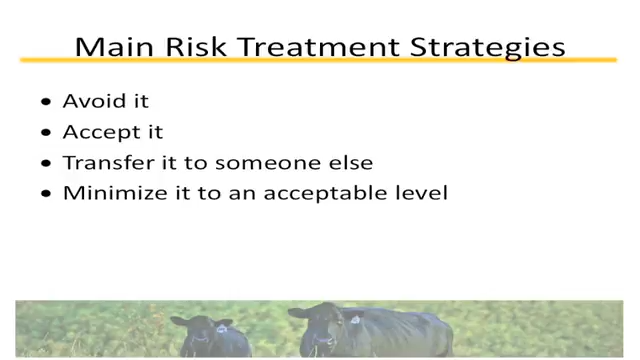 Main Risk Treatment Strategies
• Avoid it
• Accept it
• Transfer it to someone else
• Minimize it to an acceptable level